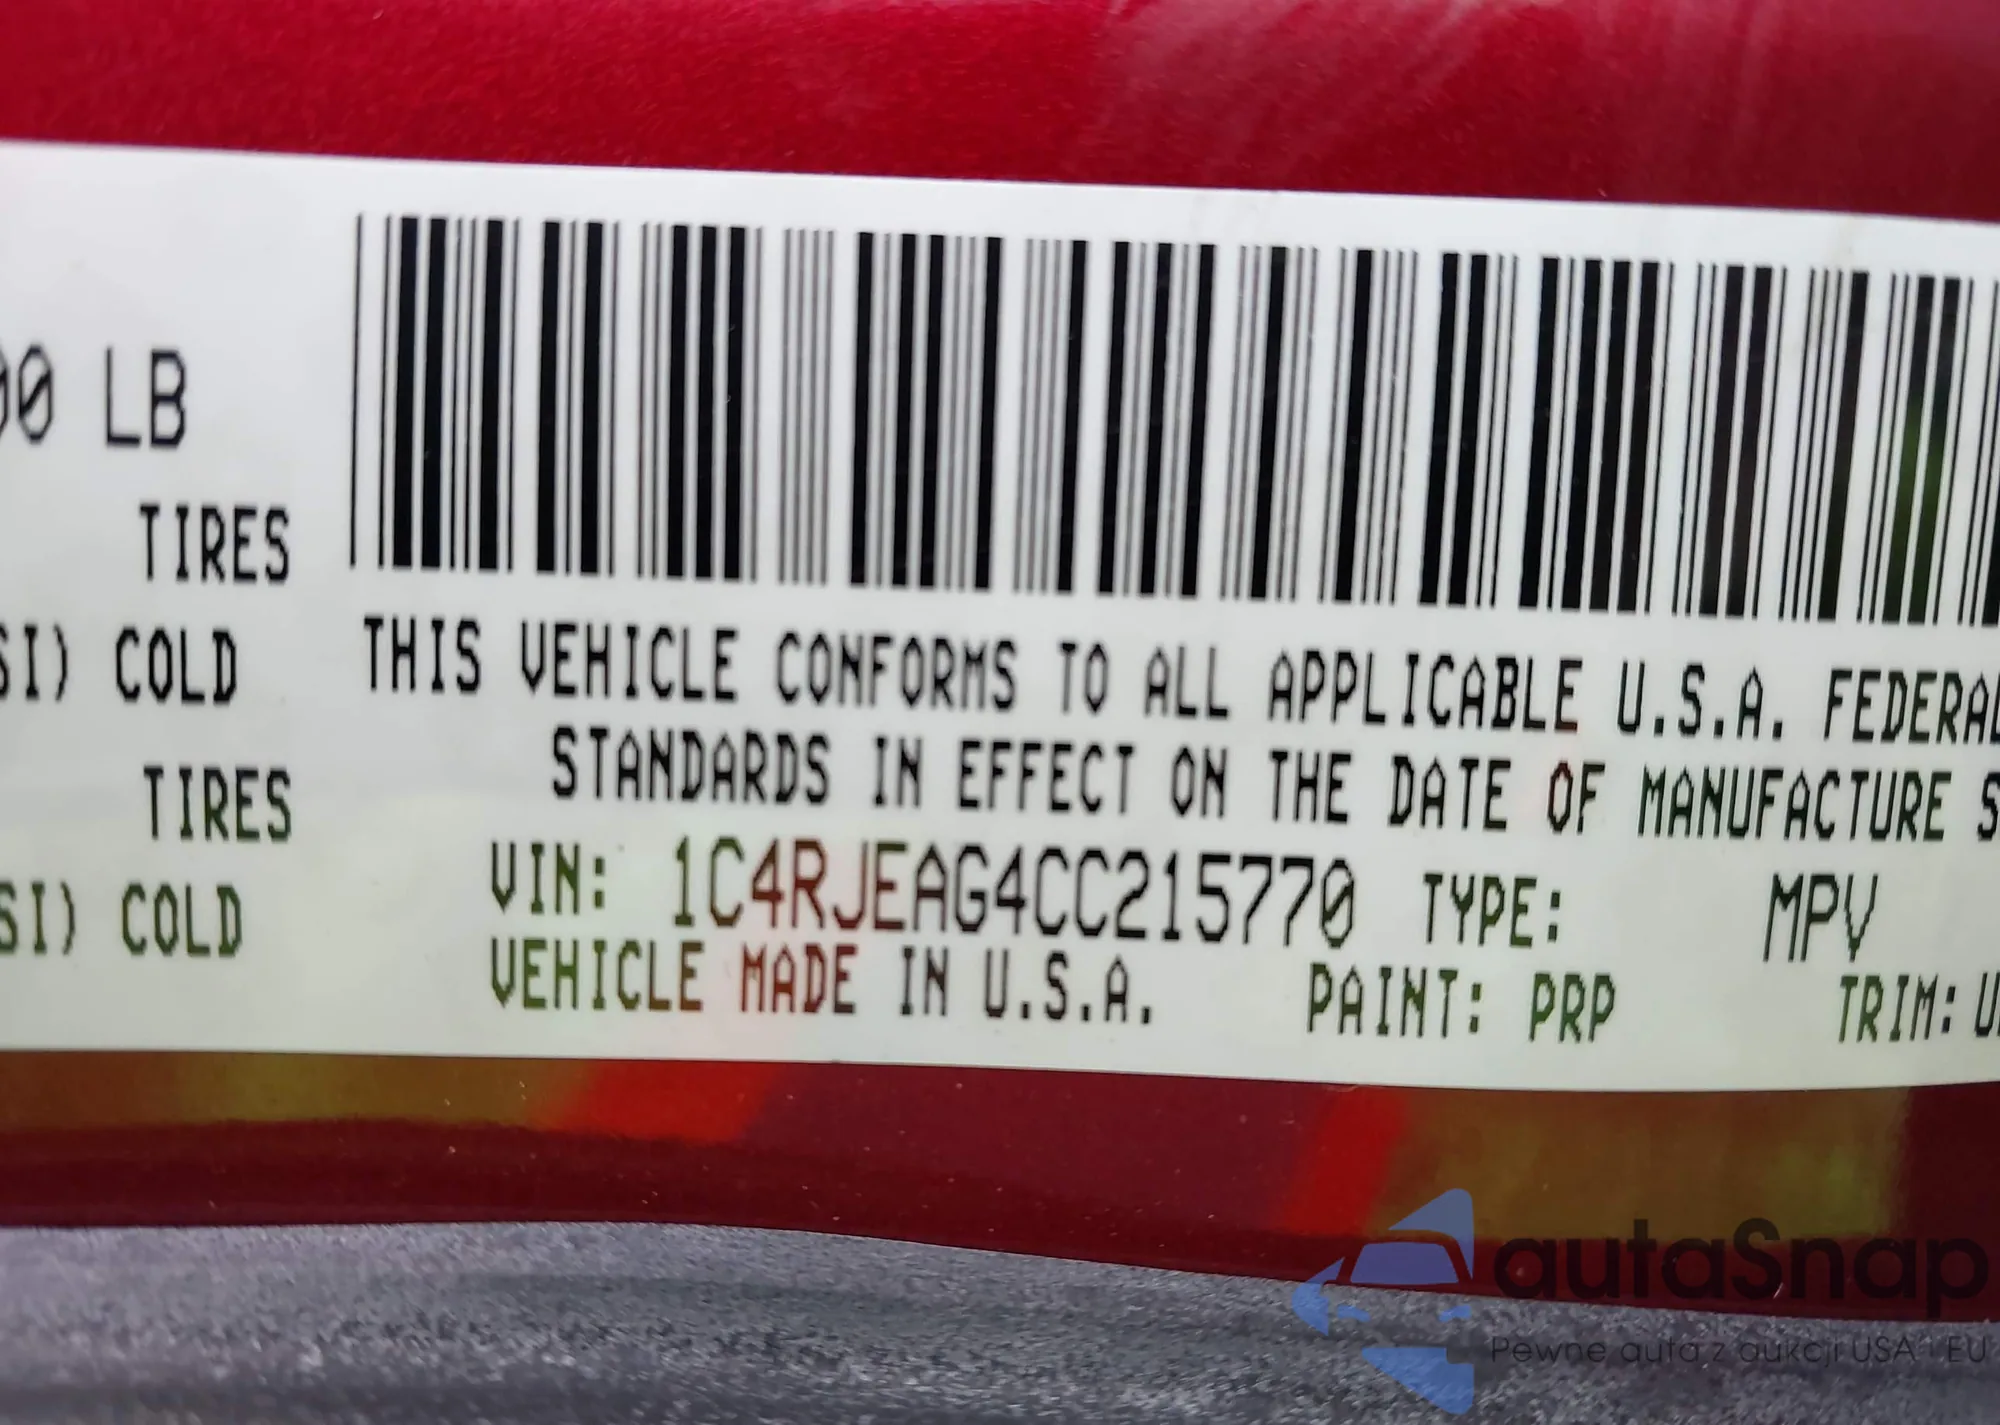 00 LB
TIRES
SI) COLD
TIRES
SI) COLD
THIS VEHICLE CONFORMS TO ALL APPLICABLE U.S.A. FEDERAL
STANDARDS IN EFFECT ON THE DATE OF MANUFACTURE S
VIN: 1C4RJEAG4CC215770 TYPE: MPV
VEHICLE MADE IN U.S.A. PAINT: PRP TRIM: U
autaSnap
Pewne auta z aukcji USA i EU